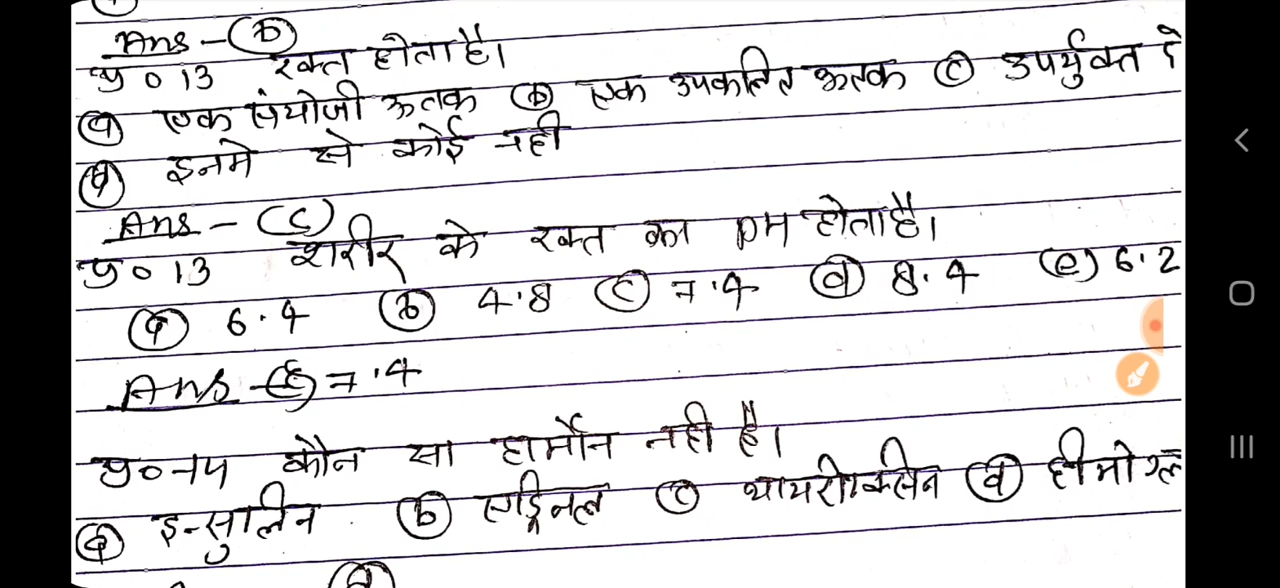 Ans - (b)
प्र० 13 रक्त होता है।
(a) एक संयोजी ऊतक (b) एक उपकलित ऊतक (c) उपर्युक्त दो
(d) इनमे से कोई नही
Ans - (c)
प्र० 13 शरीर के रक्त का pH होता है।
(a) 6.4 (b) 4.8 (c) 7.4 (d) 8.4 (e) 6.2
Ans - (c) 7.4
प्र० 14 कौन सा हार्मोन नही है।
(a) इन्सुलिन (b) एड्रिनल (c) थायरॉक्सिन (d) हीमोग्ल
(d)